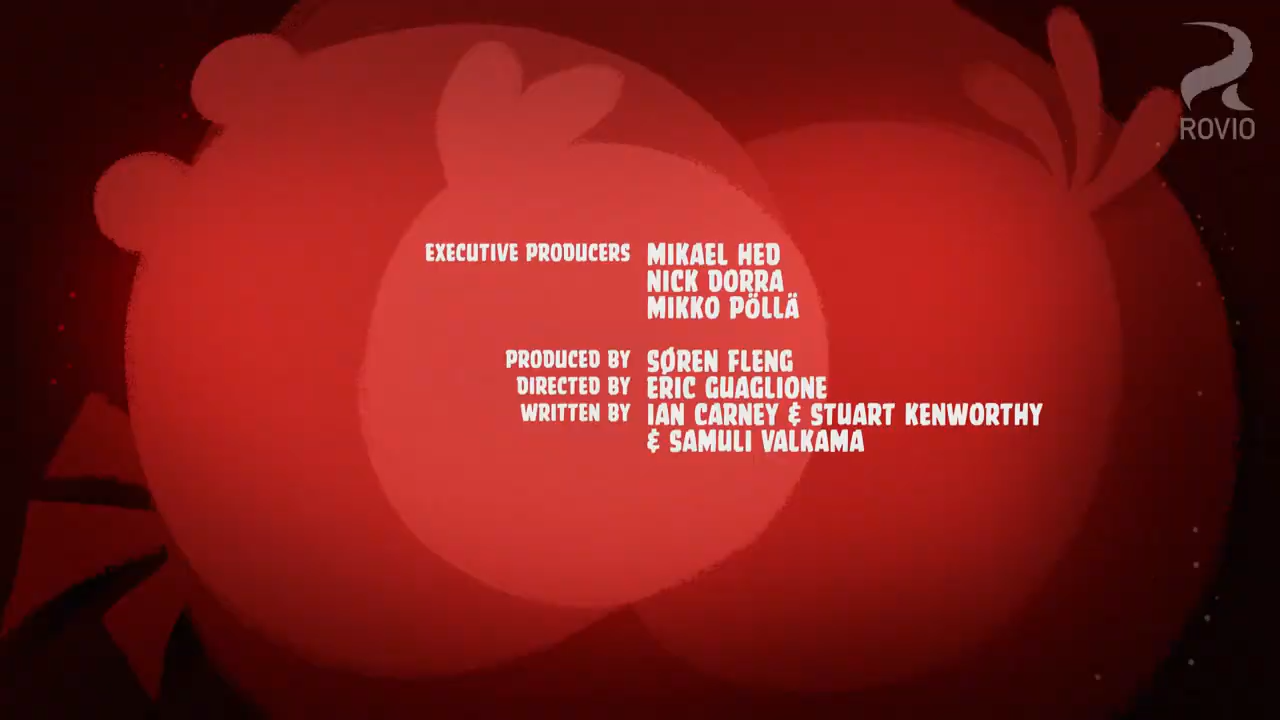 ROVIO
EXECUTIVE PRODUCERS MIKAEL HED
NICK DORRA
MIKKO PÖLLÄ
PRODUCED BY SØREN FLENG
DIRECTED BY ERIC GUAGLIONE
WRITTEN BY IAN CARNEY & STUART KENWORTHY
& SAMULI VALKAMA